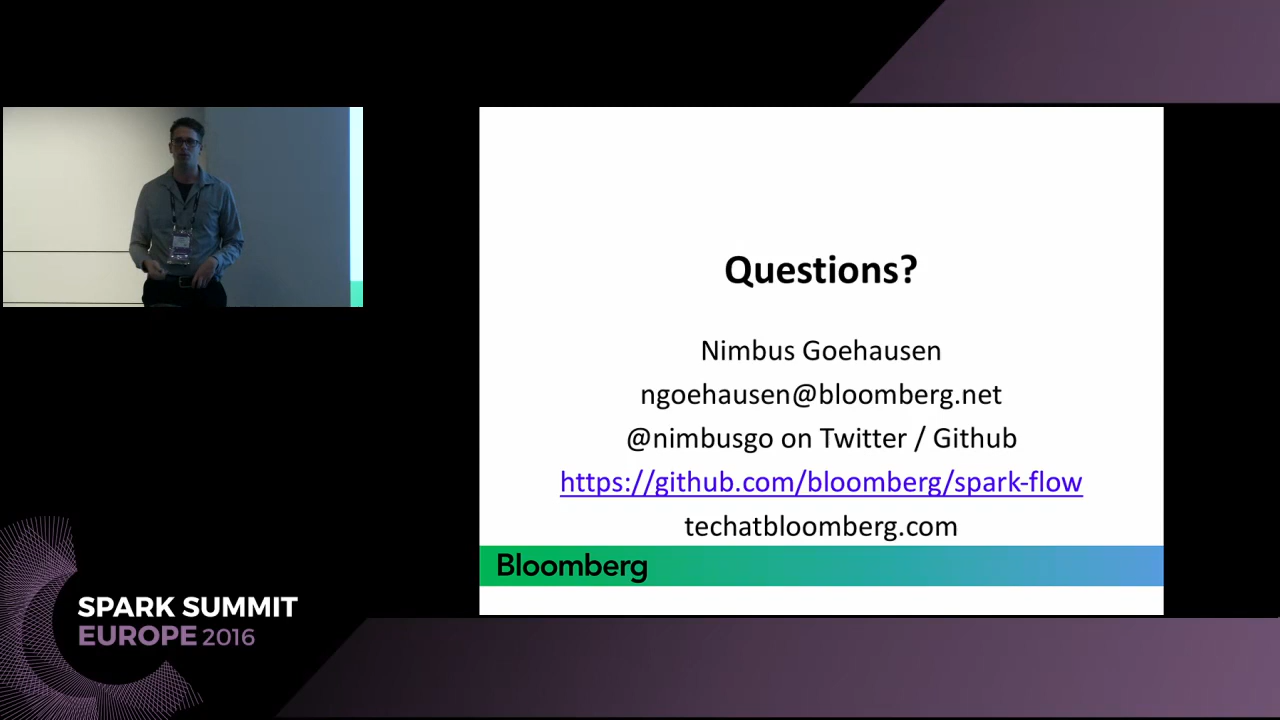 Questions?
Nimbus Goehausen
ngoehausen@bloomberg.net
@nimbusgo on Twitter / Github
https://github.com/bloomberg/spark-flow
techatbloomberg.com
Bloomberg
SPARK SUMMIT
EUROPE 2016